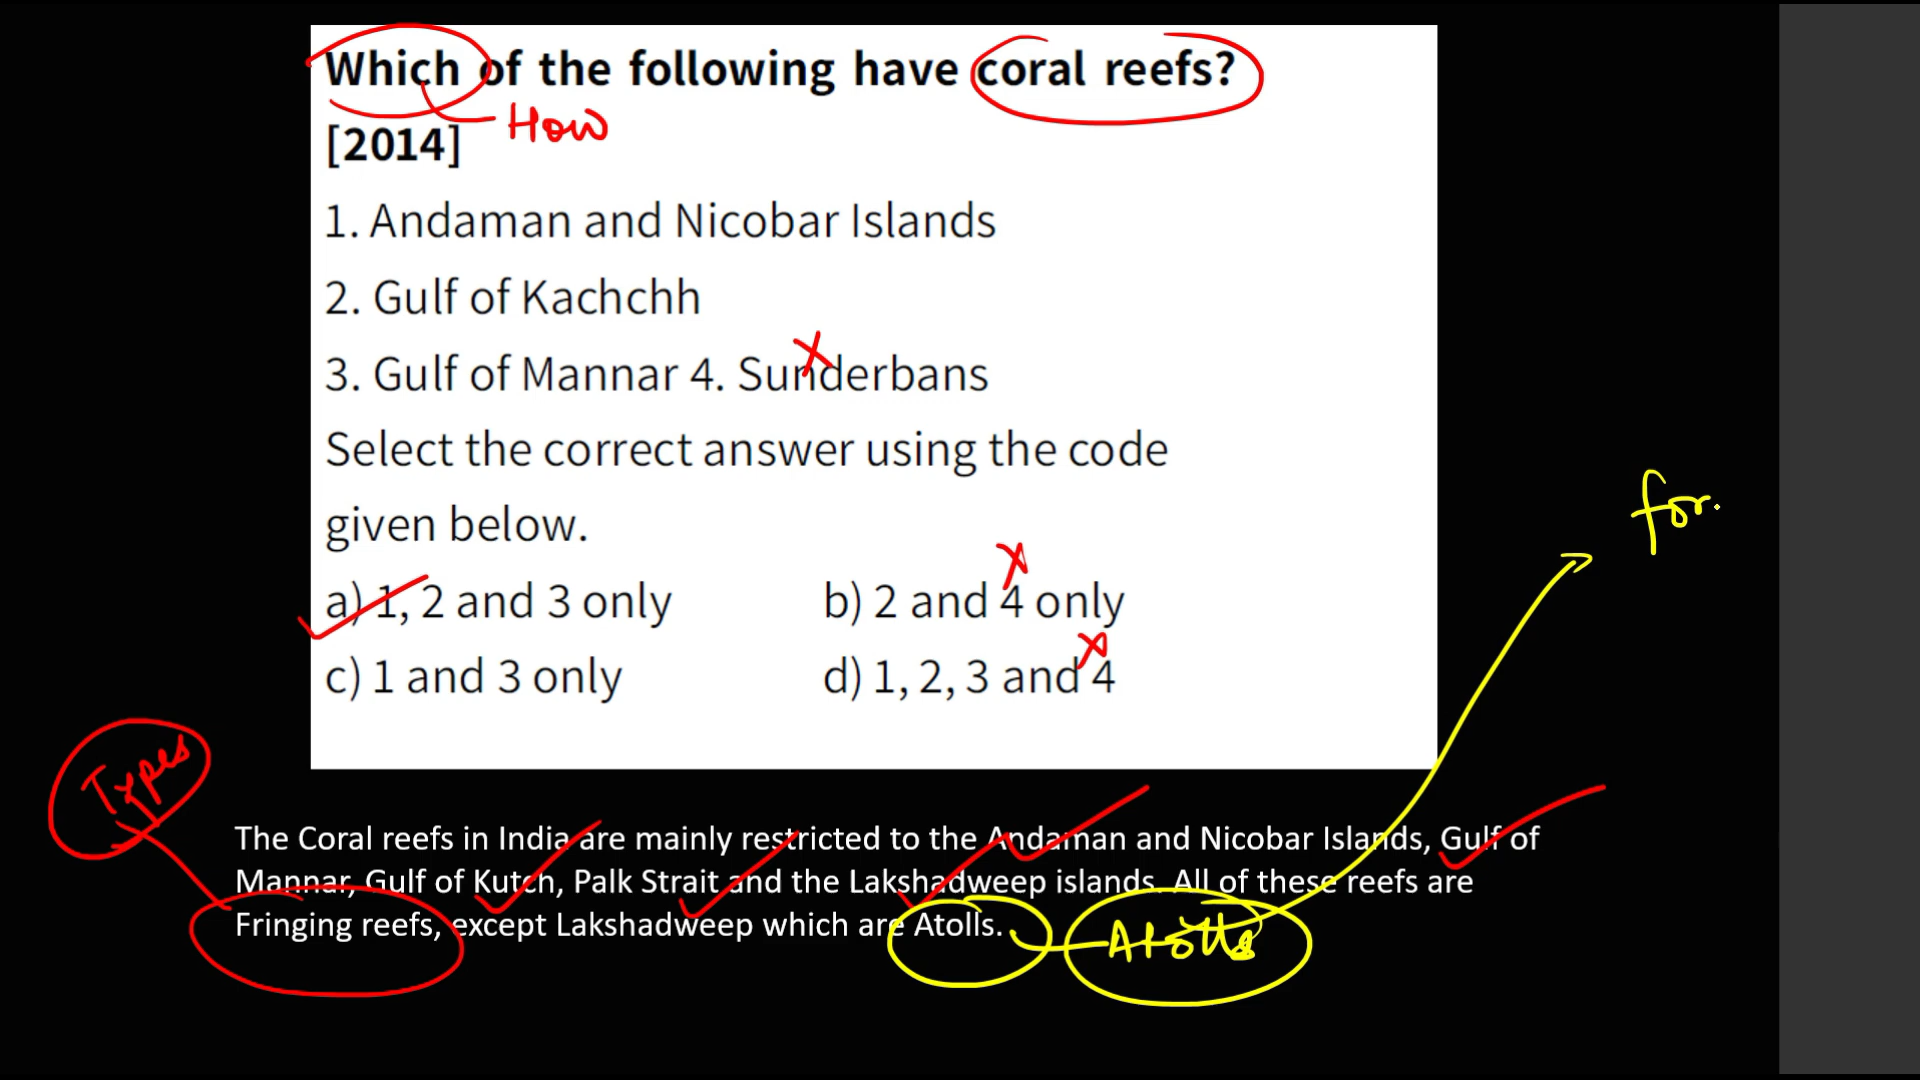 Which of the following have coral reefs?
How
[2014]
1. Andaman and Nicobar Islands
2. Gulf of Kachchh
3. Gulf of Mannar 4. Sunderbans
Select the correct answer using the code
given below.
for.
a) 1, 2 and 3 only b) 2 and 4 only
c) 1 and 3 only d) 1, 2, 3 and 4
Types
The Coral reefs in India are mainly restricted to the Andaman and Nicobar Islands, Gulf of
Mannar, Gulf of Kutch, Palk Strait and the Lakshadweep islands. All of these reefs are
Fringing reefs, except Lakshadweep which are Atolls.
Atolls